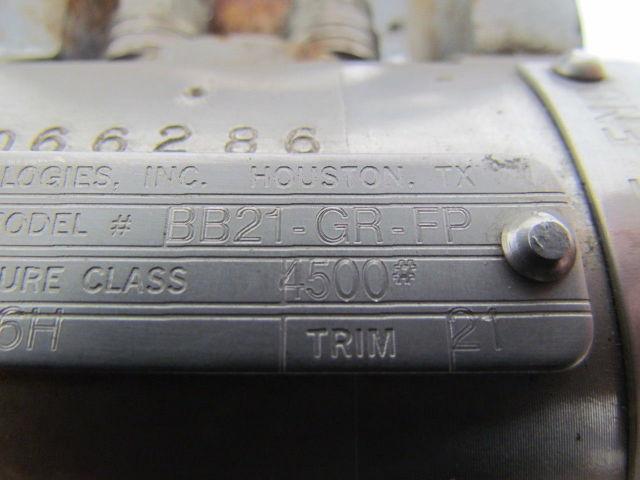 066286
LOGIES, INC. HOUSTON, TX
MODEL # BB21-GR-FP
URE CLASS 4500#
6H TRIM 21